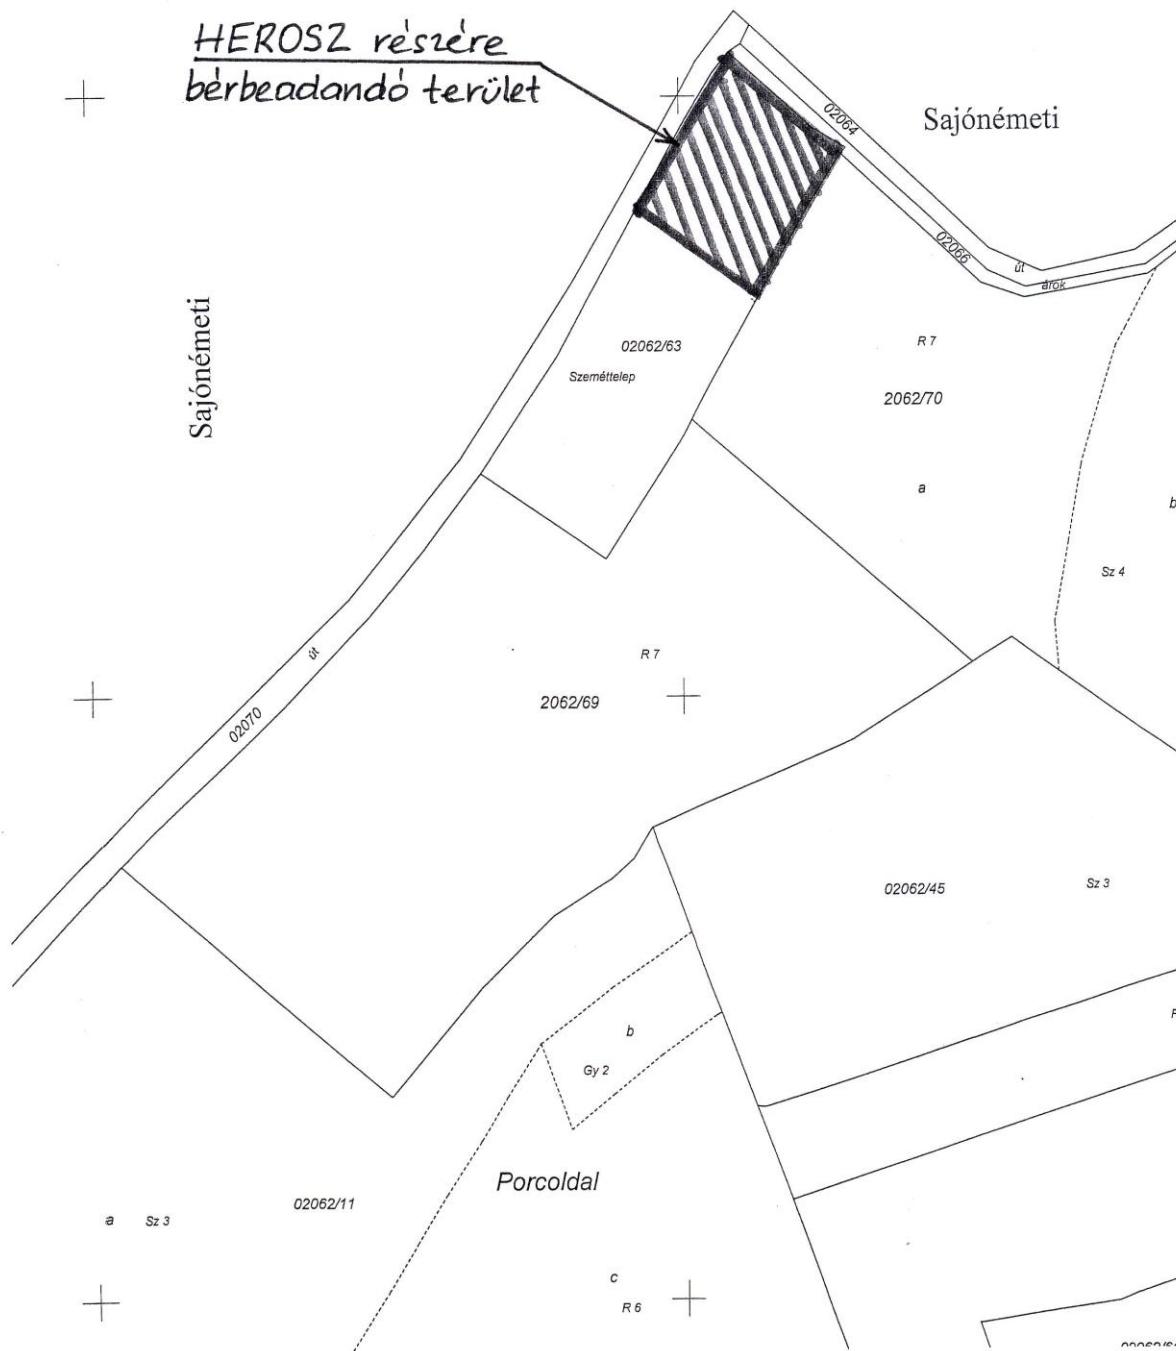 HEROSZ részére
bérbeadandó terület
02064
Sajónémeti
02066
út
árok
Sajónémeti
02062/63
Szeméttelep
R 7
2062/70
a
b
Sz 4
út
R 7
2062/69
02070
02062/45
Sz 3
b
Gy 2
Porcoldal
02062/11
a Sz 3
c
R 6